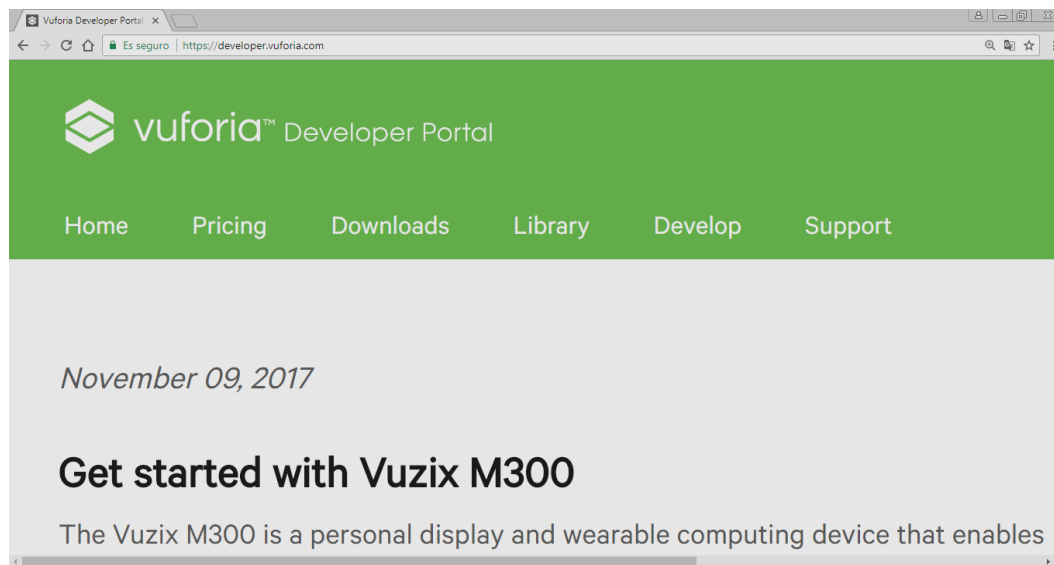 Vuforia Developer Portal
Es seguro | https://developer.vuforia.com
vuforia™ Developer Portal
Home Pricing Downloads Library Develop Support
November 09, 2017
Get started with Vuzix M300
The Vuzix M300 is a personal display and wearable computing device that enables